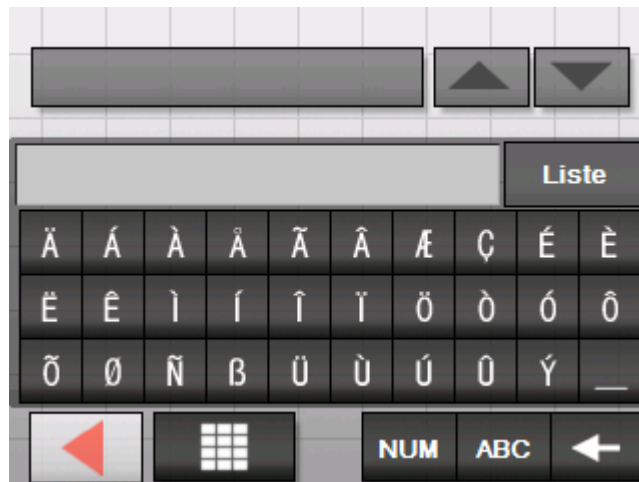 Liste
Ä Á À Å Ã Â Æ Ç É È
Ë Ê Ì Í Î Ï Ö Ò Ó Ô
Õ Ø Ñ ß Ü Ù Ú Û Ý _
NUM ABC